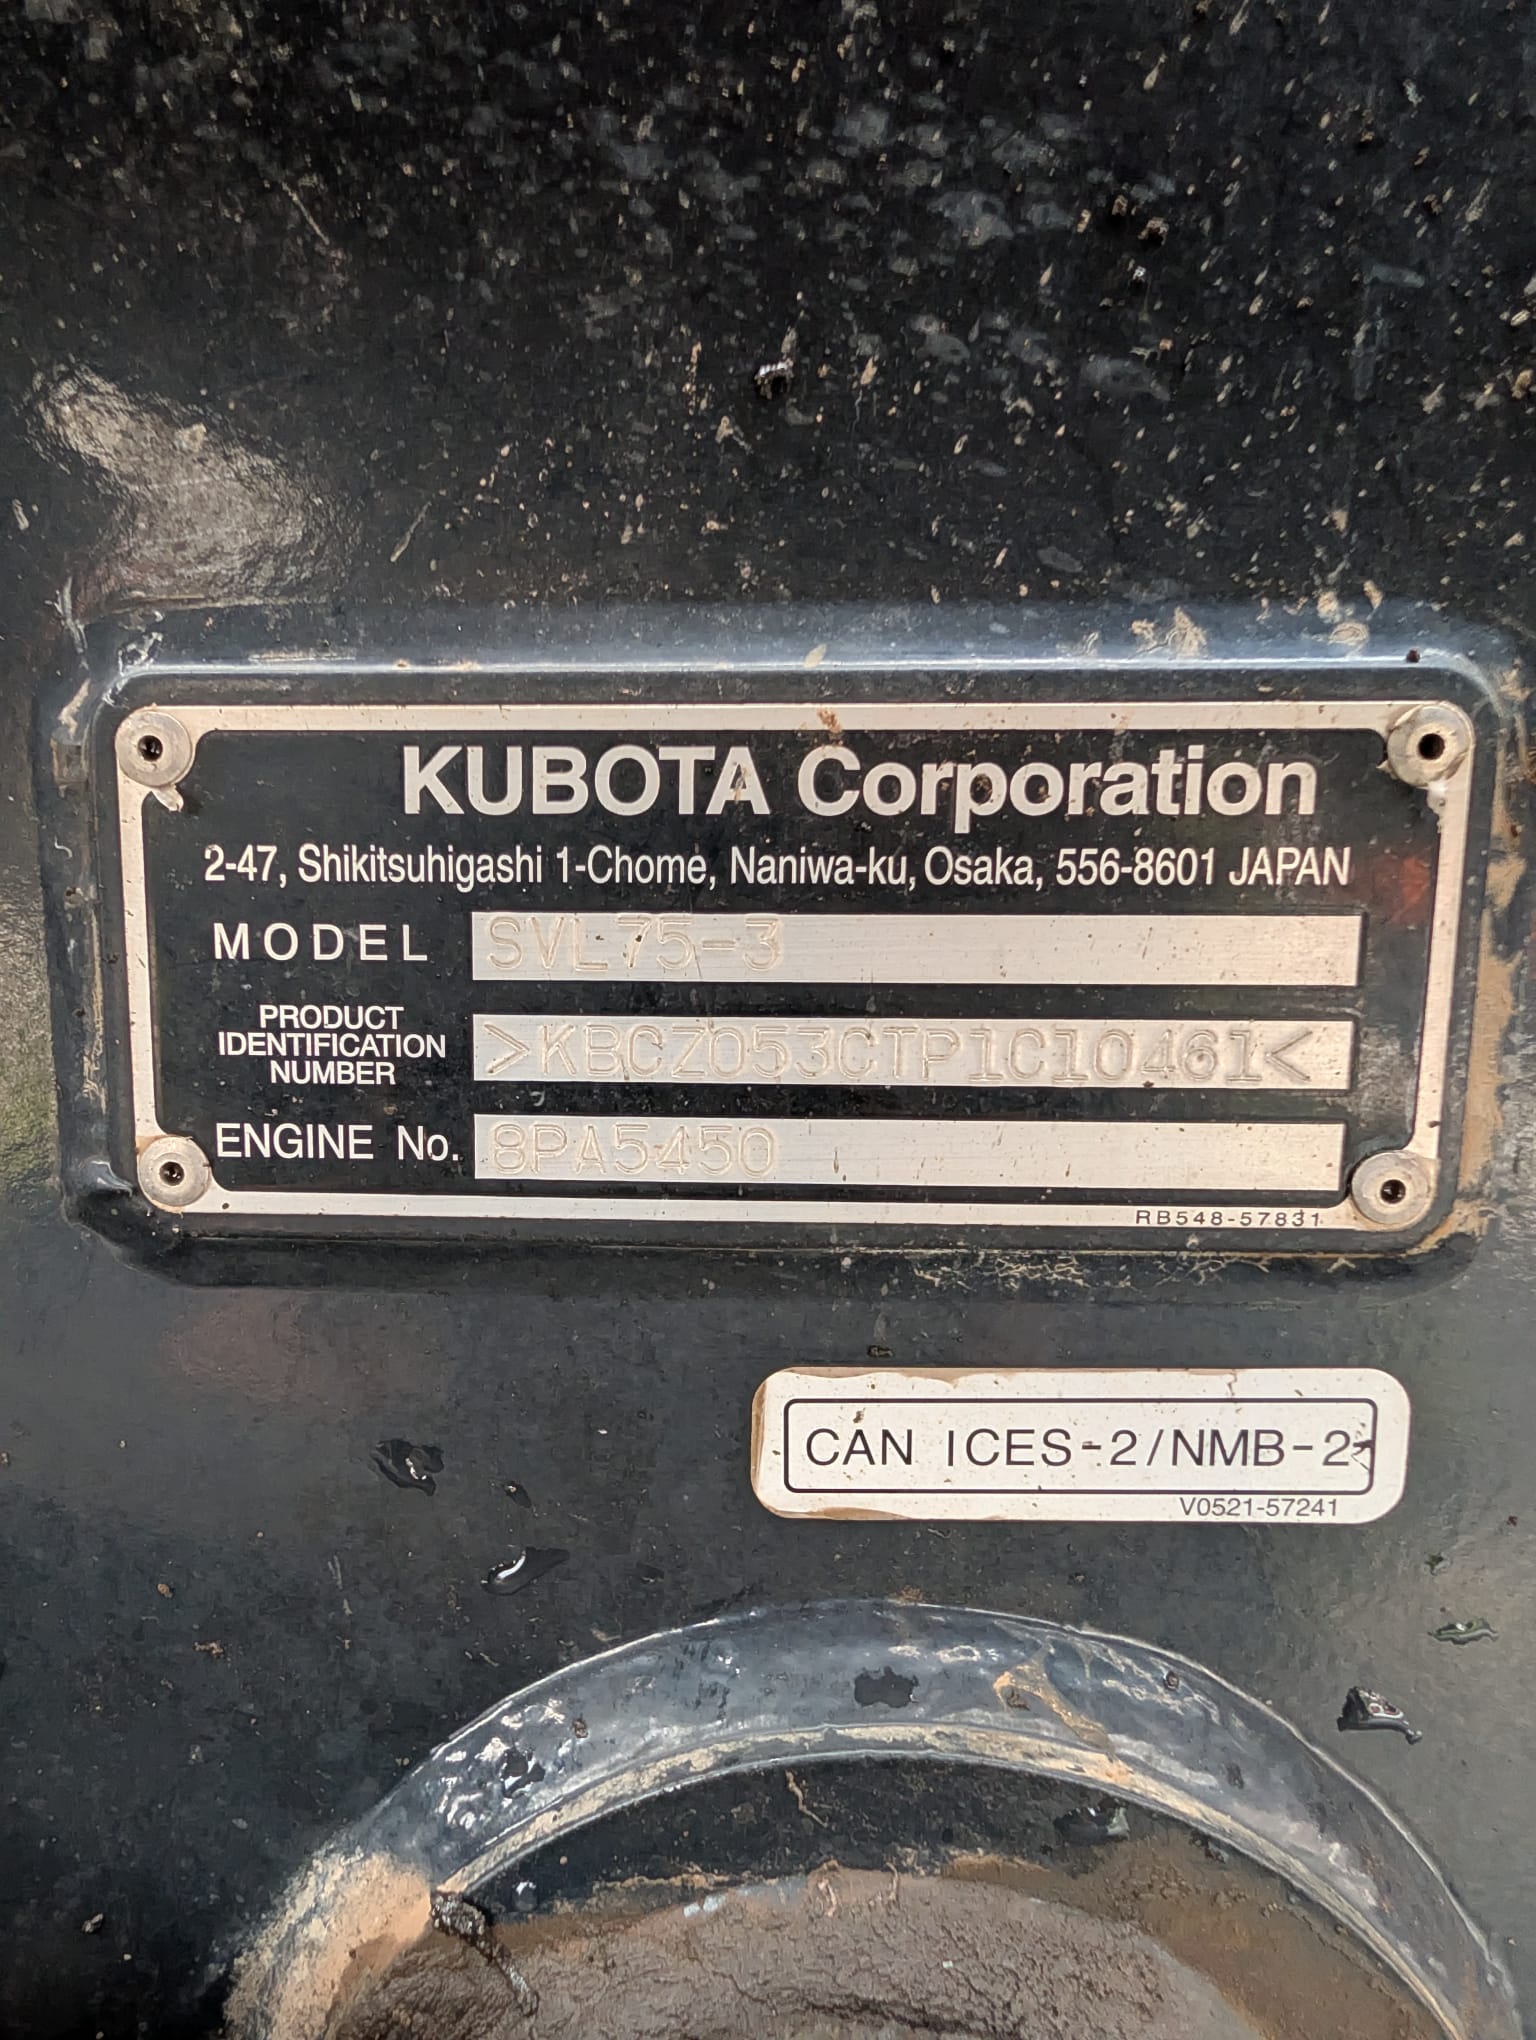 KUBOTA Corporation
2-47, Shikitsuhigashi 1-Chome, Naniwa-ku, Osaka, 556-8601 JAPAN
MODEL SVL75-3
PRODUCT
IDENTIFICATION
NUMBER
>KBCZ053CTP1C10461<
ENGINE No. 8PA5450
RB548-57831
CAN ICES-2/NMB-2
V0521-57241